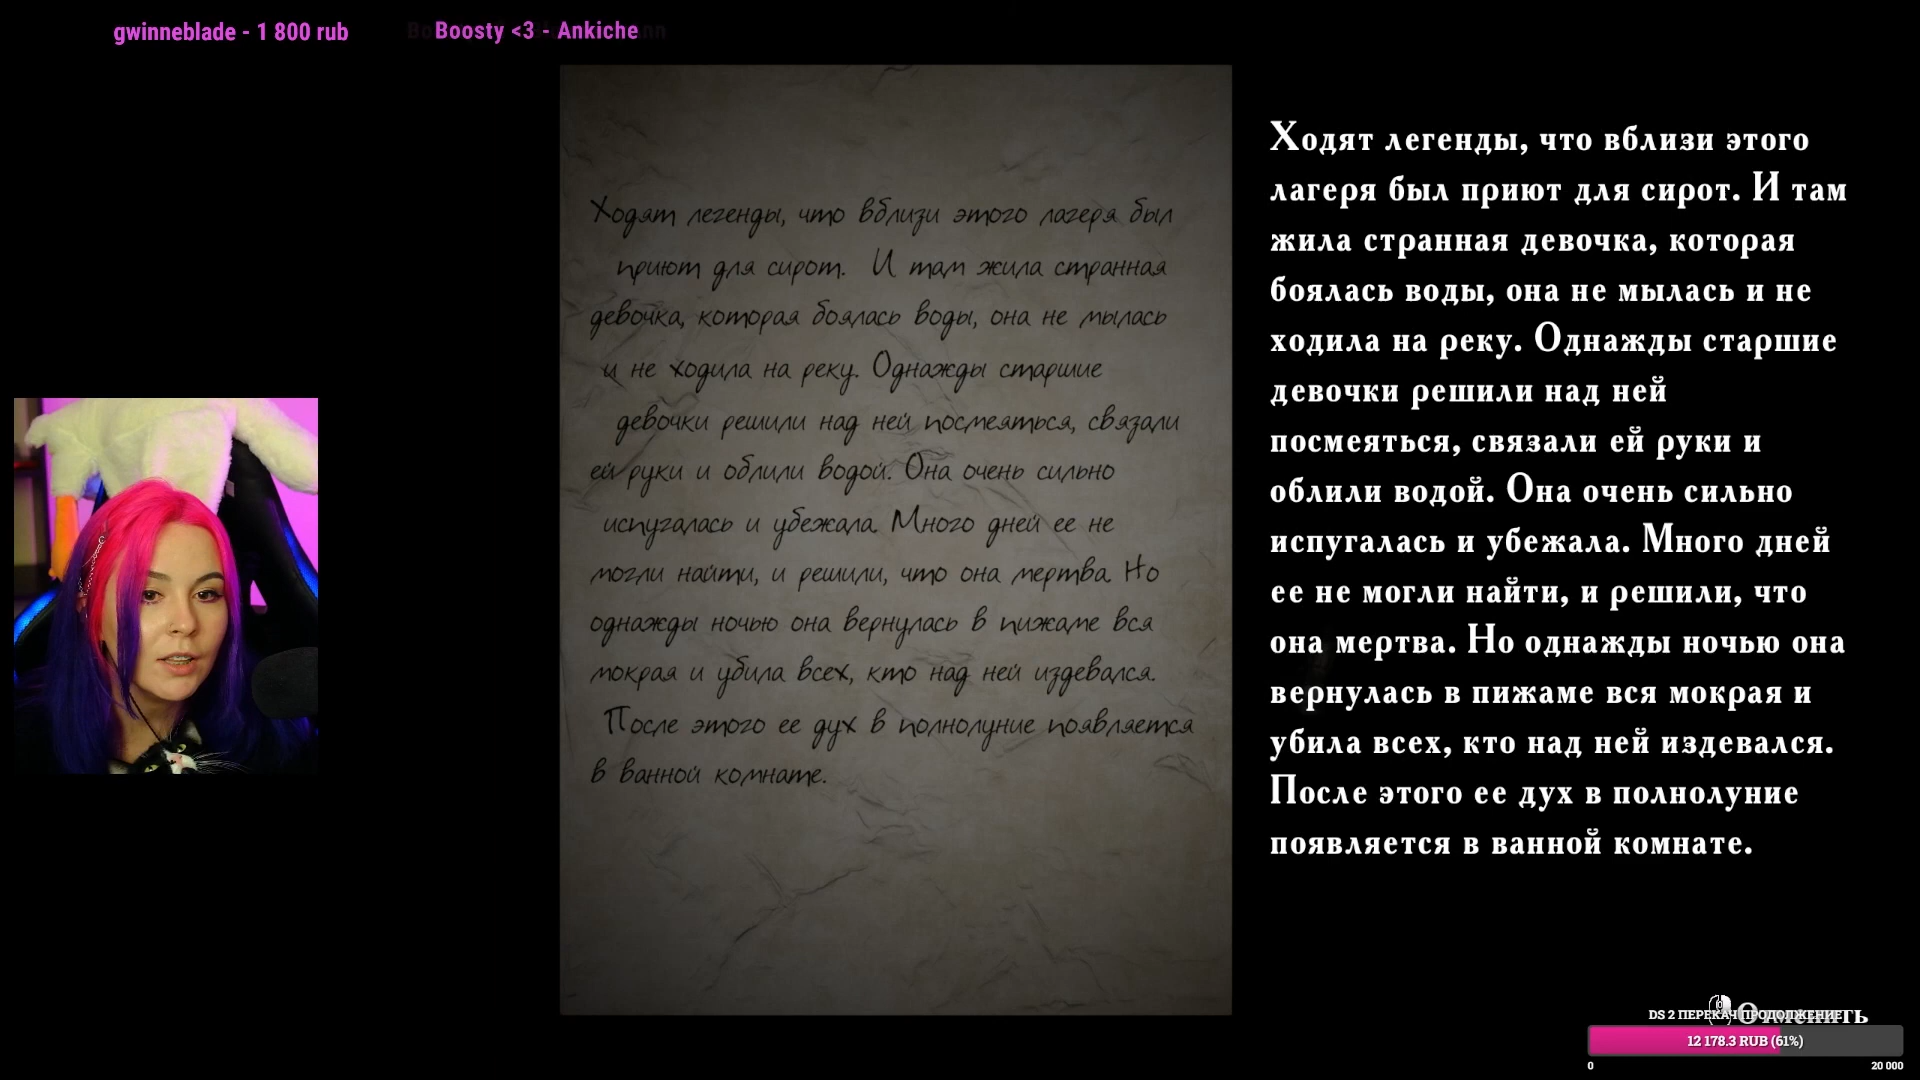 gwinneblade - 1 800 rub
Boosty <3 - Ankiche
Ходят легенды, что вблизи этого лагеря был
приют для сирот. И там жила странная
девочка, которая боялась воды, она не мылась
и не ходила на реку. Однажды старшие
девочки решили над ней посмеяться, связали
ей руки и облили водой. Она очень сильно
испугалась и убежала. Много дней ее не
могли найти, и решили, что она мертва. Но
однажды ночью она вернулась в пижаме вся
мокрая и убила всех, кто над ней издевался.
После этого ее дух в полнолуние появляется
в ванной комнате.
Ходят легенды, что вблизи этого
лагеря был приют для сирот. И там
жила странная девочка, которая
боялась воды, она не мылась и не
ходила на реку. Однажды старшие
девочки решили над ней
посмеяться, связали ей руки и
облили водой. Она очень сильно
испугалась и убежала. Много дней
ее не могли найти, и решили, что
она мертва. Но однажды ночью она
вернулась в пижаме вся мокрая и
убила всех, кто над ней издевался.
После этого ее дух в полнолуние
появляется в ванной комнате.
Отменить
DS 2 ПЕРЕКАЧ ПРОДОЛЖЕНИЕ
12 178.3 RUB (61%)
0 20 000